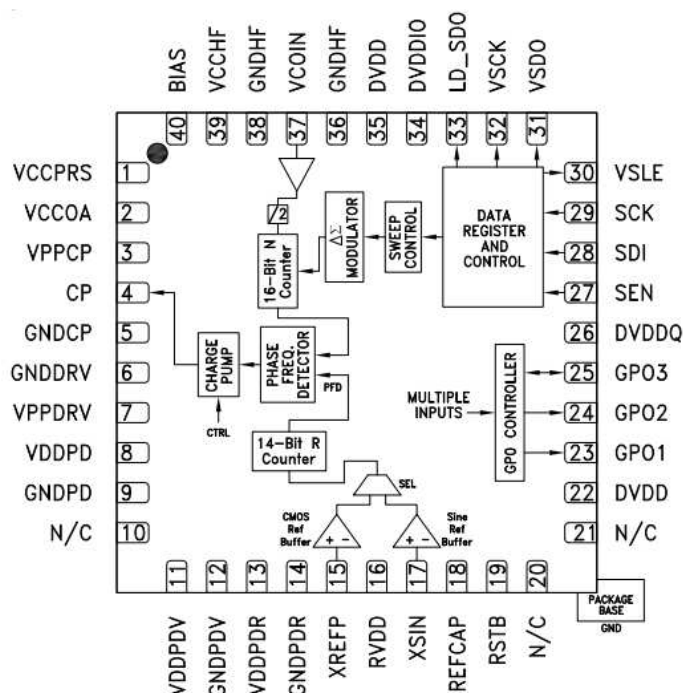 BIAS
VCCHF
GNDHF
VCOIN
GNDHF
DVDD
DVDDIO
LD_SDO
VSCK
VSDO
40
39
38
37
36
35
34
33
32
31
VCCPRS 1
VCCOA 2
VPPCP 3
CP 4
GNDCP 5
GNDDRV 6
VPPDRV 7
VDDPD 8
GNDPD 9
N/C 10
/2
16-Bit N
Counter
ΔΣ
MODULATOR
SWEEP
CONTROL
DATA
REGISTER
AND
CONTROL
CHARGE
PUMP
CTRL
PHASE
FREQ.
DETECTOR
PFD
14-Bit R
Counter
MULTIPLE
INPUTS
GPO CONTROLLER
SEL
CMOS
Ref
Buffer
+ -
+ -
Sine
Ref
Buffer
30 VSLE
29 SCK
28 SDI
27 SEN
26 DVDDQ
25 GPO3
24 GPO2
23 GPO1
22 DVDD
21 N/C
11
12
13
14
15
16
17
18
19
20
VDDPDV
GNDPDV
VDDPDR
GNDPDR
XREFP
RVDD
XSIN
REFCAP
RSTB
N/C
PACKAGE
BASE
GND